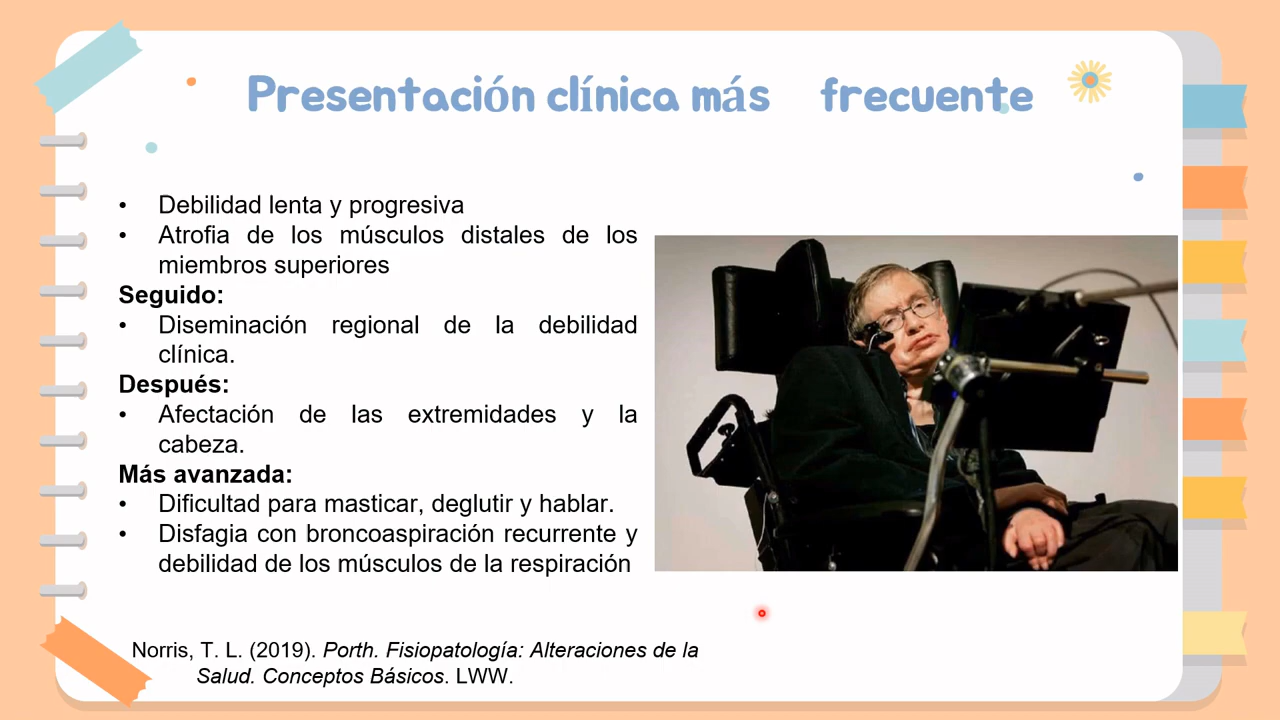 Presentación clínica más frecuente
• Debilidad lenta y progresiva
• Atrofia de los músculos distales de los
miembros superiores
Seguido:
• Diseminación regional de la debilidad
clínica.
Después:
• Afectación de las extremidades y la
cabeza.
Más avanzada:
• Dificultad para masticar, deglutir y hablar.
• Disfagia con broncoaspiración recurrente y
debilidad de los músculos de la respiración
Norris, T. L. (2019). Porth. Fisiopatología: Alteraciones de la
Salud. Conceptos Básicos. LWW.